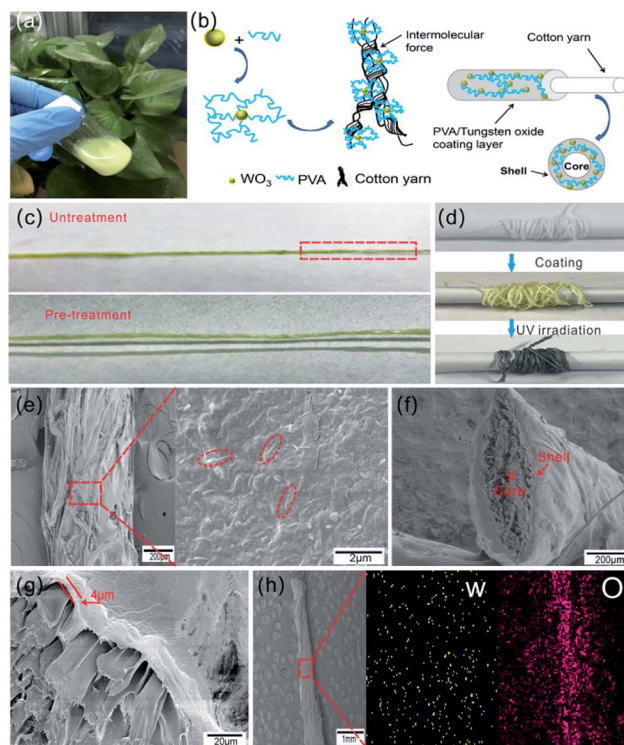 (a)
(b)
+
Intermolecular
force
Cotton yarn
PVA/Tungsten oxide
coating layer
Shell
Core
WO3
PVA
Cotton yarn
(c)
Untreatment
Pre-treatment
(d)
Coating
UV irradiation
(e)
200μm
2μm
(f)
Shell
Core
200μm
(g)
4μm
20μm
(h)
1mm
W
O